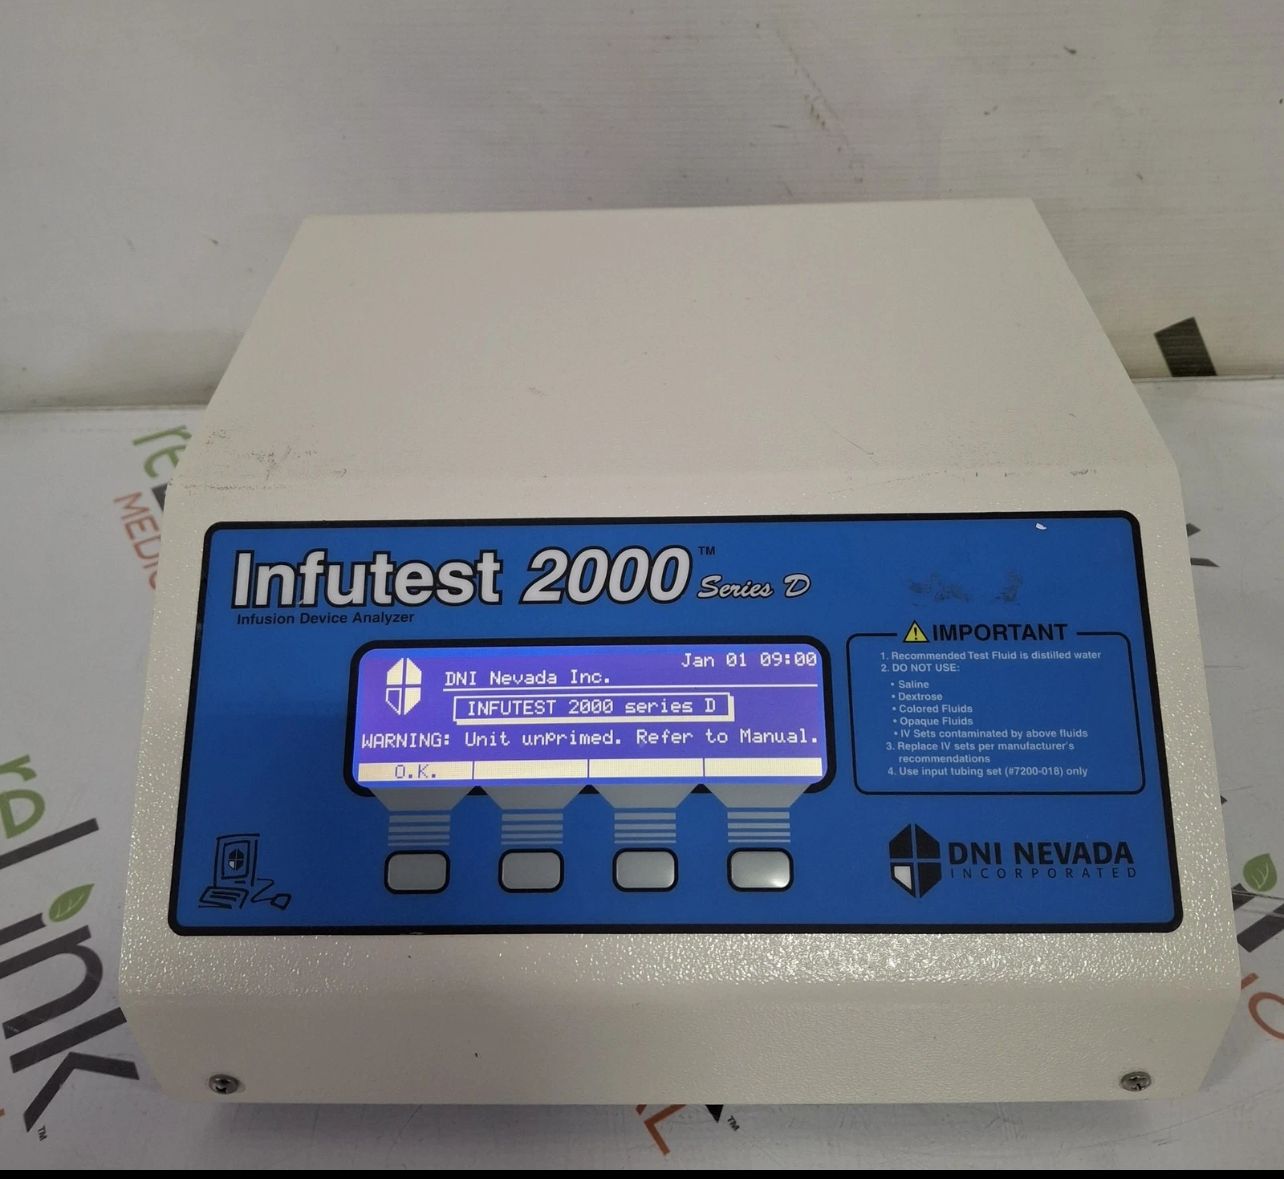 Infutest 2000™ Series D
Infusion Device Analyzer
Jan 01 09:00
DNI Nevada Inc.
INFUTEST 2000 series D
WARNING: Unit unPrimed. Refer to Manual.
O.K.
IMPORTANT
1. Recommended Test Fluid is distilled water
2. DO NOT USE:
• Saline
• Dextrose
• Colored Fluids
• Opaque Fluids
• IV Sets contaminated by above fluids
3. Replace IV sets per manufacturer's
recommendations
4. Use input tubing set (#7200-018) only
DNI NEVADA
INCORPORATED
reLink
TM
TM